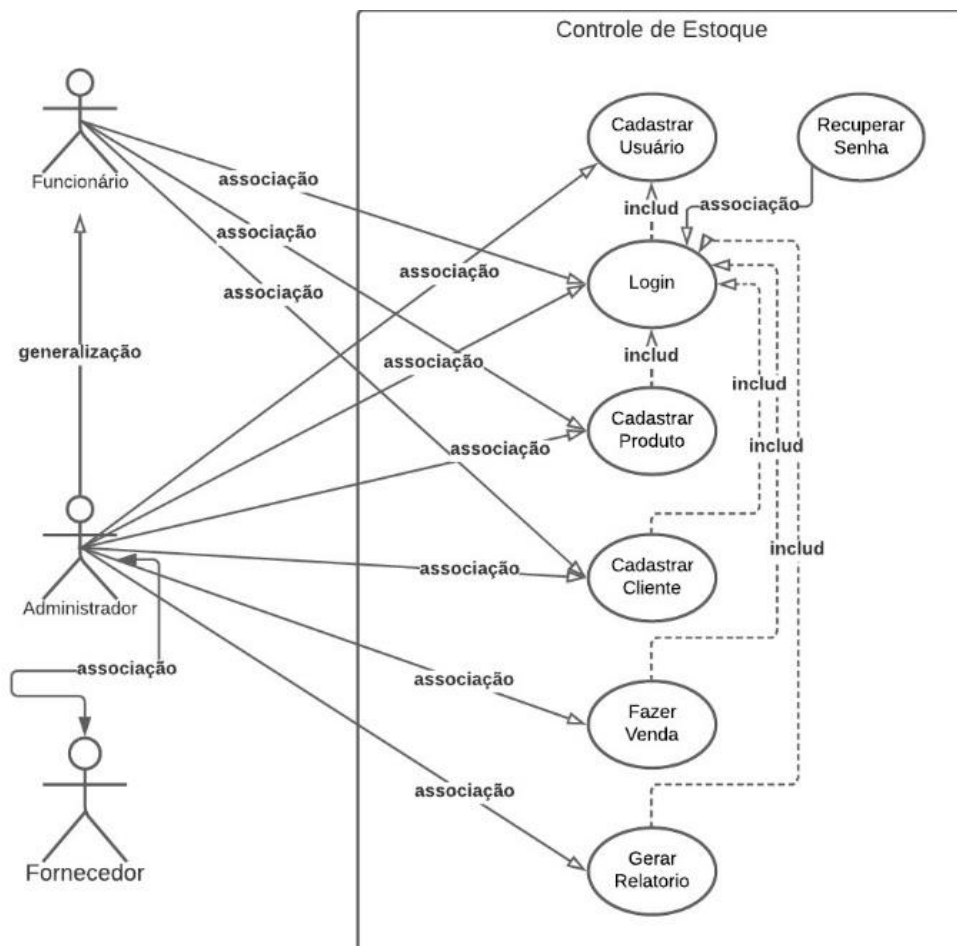 Controle de Estoque
Cadastrar
Usuário
Recuperar
Senha
Funcionário
associação
includ
associação
associação
associação
associação
Login
generalização
associação
includ
includ
Cadastrar
Produto
associação
includ
includ
Administrador
associação
Cadastrar
Cliente
associação
associação
Fazer
Venda
associação
Fornecedor
Gerar
Relatorio